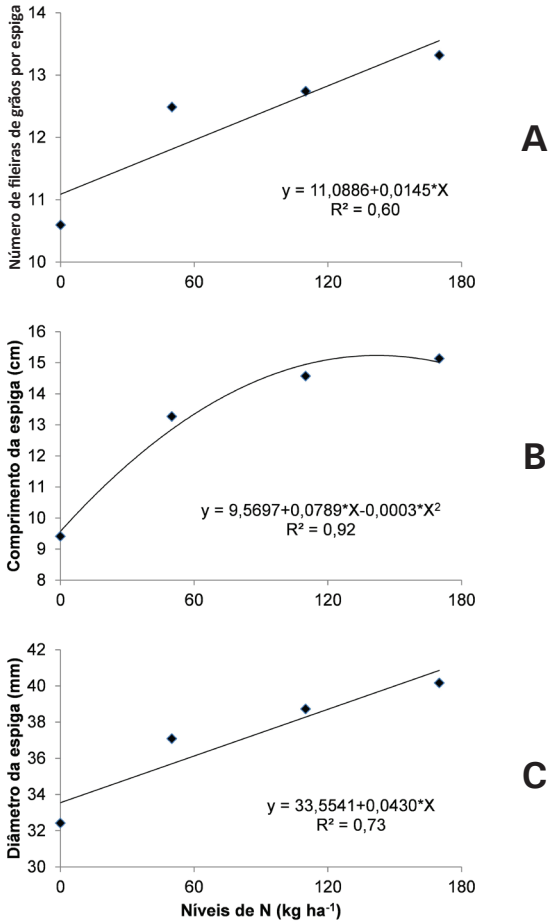 Número de fileiras de grãos por espiga
14
13
12
11
10
0 60 120 180
y = 11,0886+0,0145*X
R² = 0,60
A
Comprimento da espiga (cm)
16
15
14
13
12
11
10
9
8
0 60 120 180
y = 9,5697+0,0789*X-0,0003*X²
R² = 0,92
B
Diâmetro da espiga (mm)
42
40
38
36
34
32
30
0 60 120 180
y = 33,5541+0,0430*X
R² = 0,73
C
Níveis de N (kg ha⁻¹)